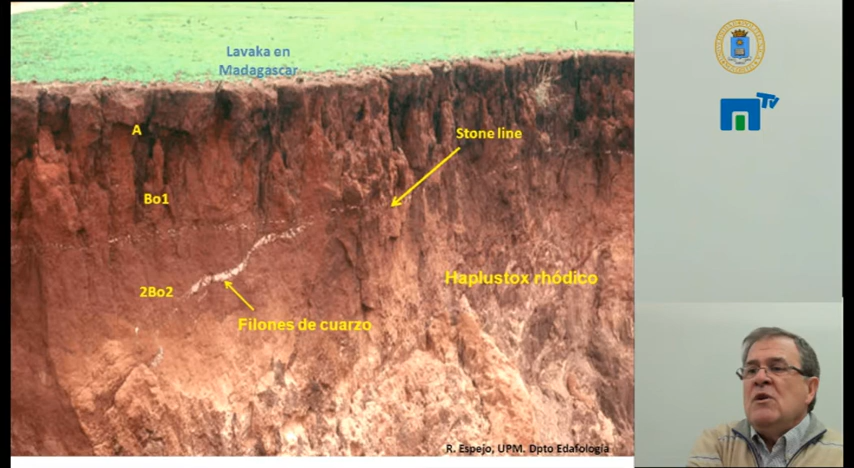 Lavaka en
Madagascar
A
Stone line
Bo1
Haplustox rhódico
2Bo2
Filones de cuarzo
R. Espejo, UPM. Dpto Edafología
TV